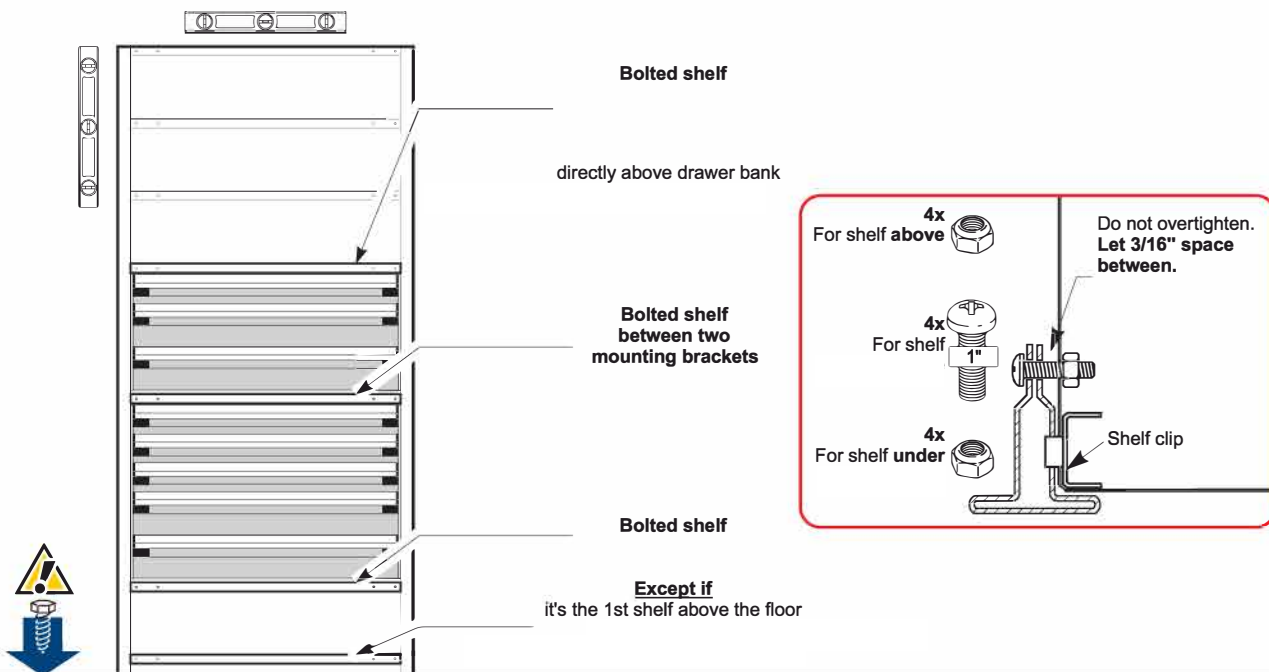 Bolted shelf
directly above drawer bank
Bolted shelf
between two
mounting brackets
Bolted shelf
Except if
it's the 1st shelf above the floor
4x
For shelf above
4x
For shelf
1"
4x
For shelf under
Do not overtighten.
Let 3/16" space
between.
Shelf clip